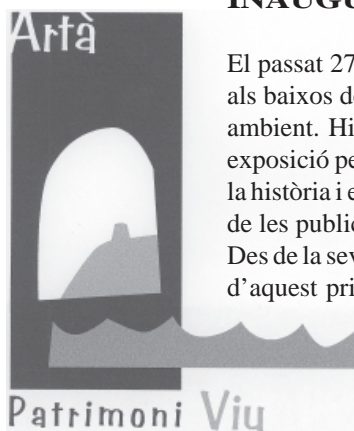 Artà
El passat 27
als baixos de
ambient. Hi
exposició pe
la història i e
de les public
Des de la sev
d'aquest pri
Patrimoni Viu